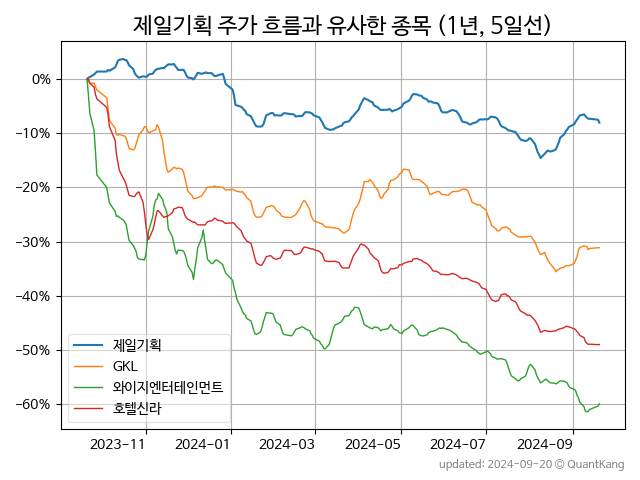 제일기획 주가 흐름과 유사한 종목 (1년, 5일선)
0%
−10%
−20%
−30%
−40%
−50%
−60%
제일기획
GKL
와이지엔터테인먼트
호텔신라
2023-11 2024-01 2024-03 2024-05 2024-07 2024-09
updated: 2024-09-20 © QuantKang